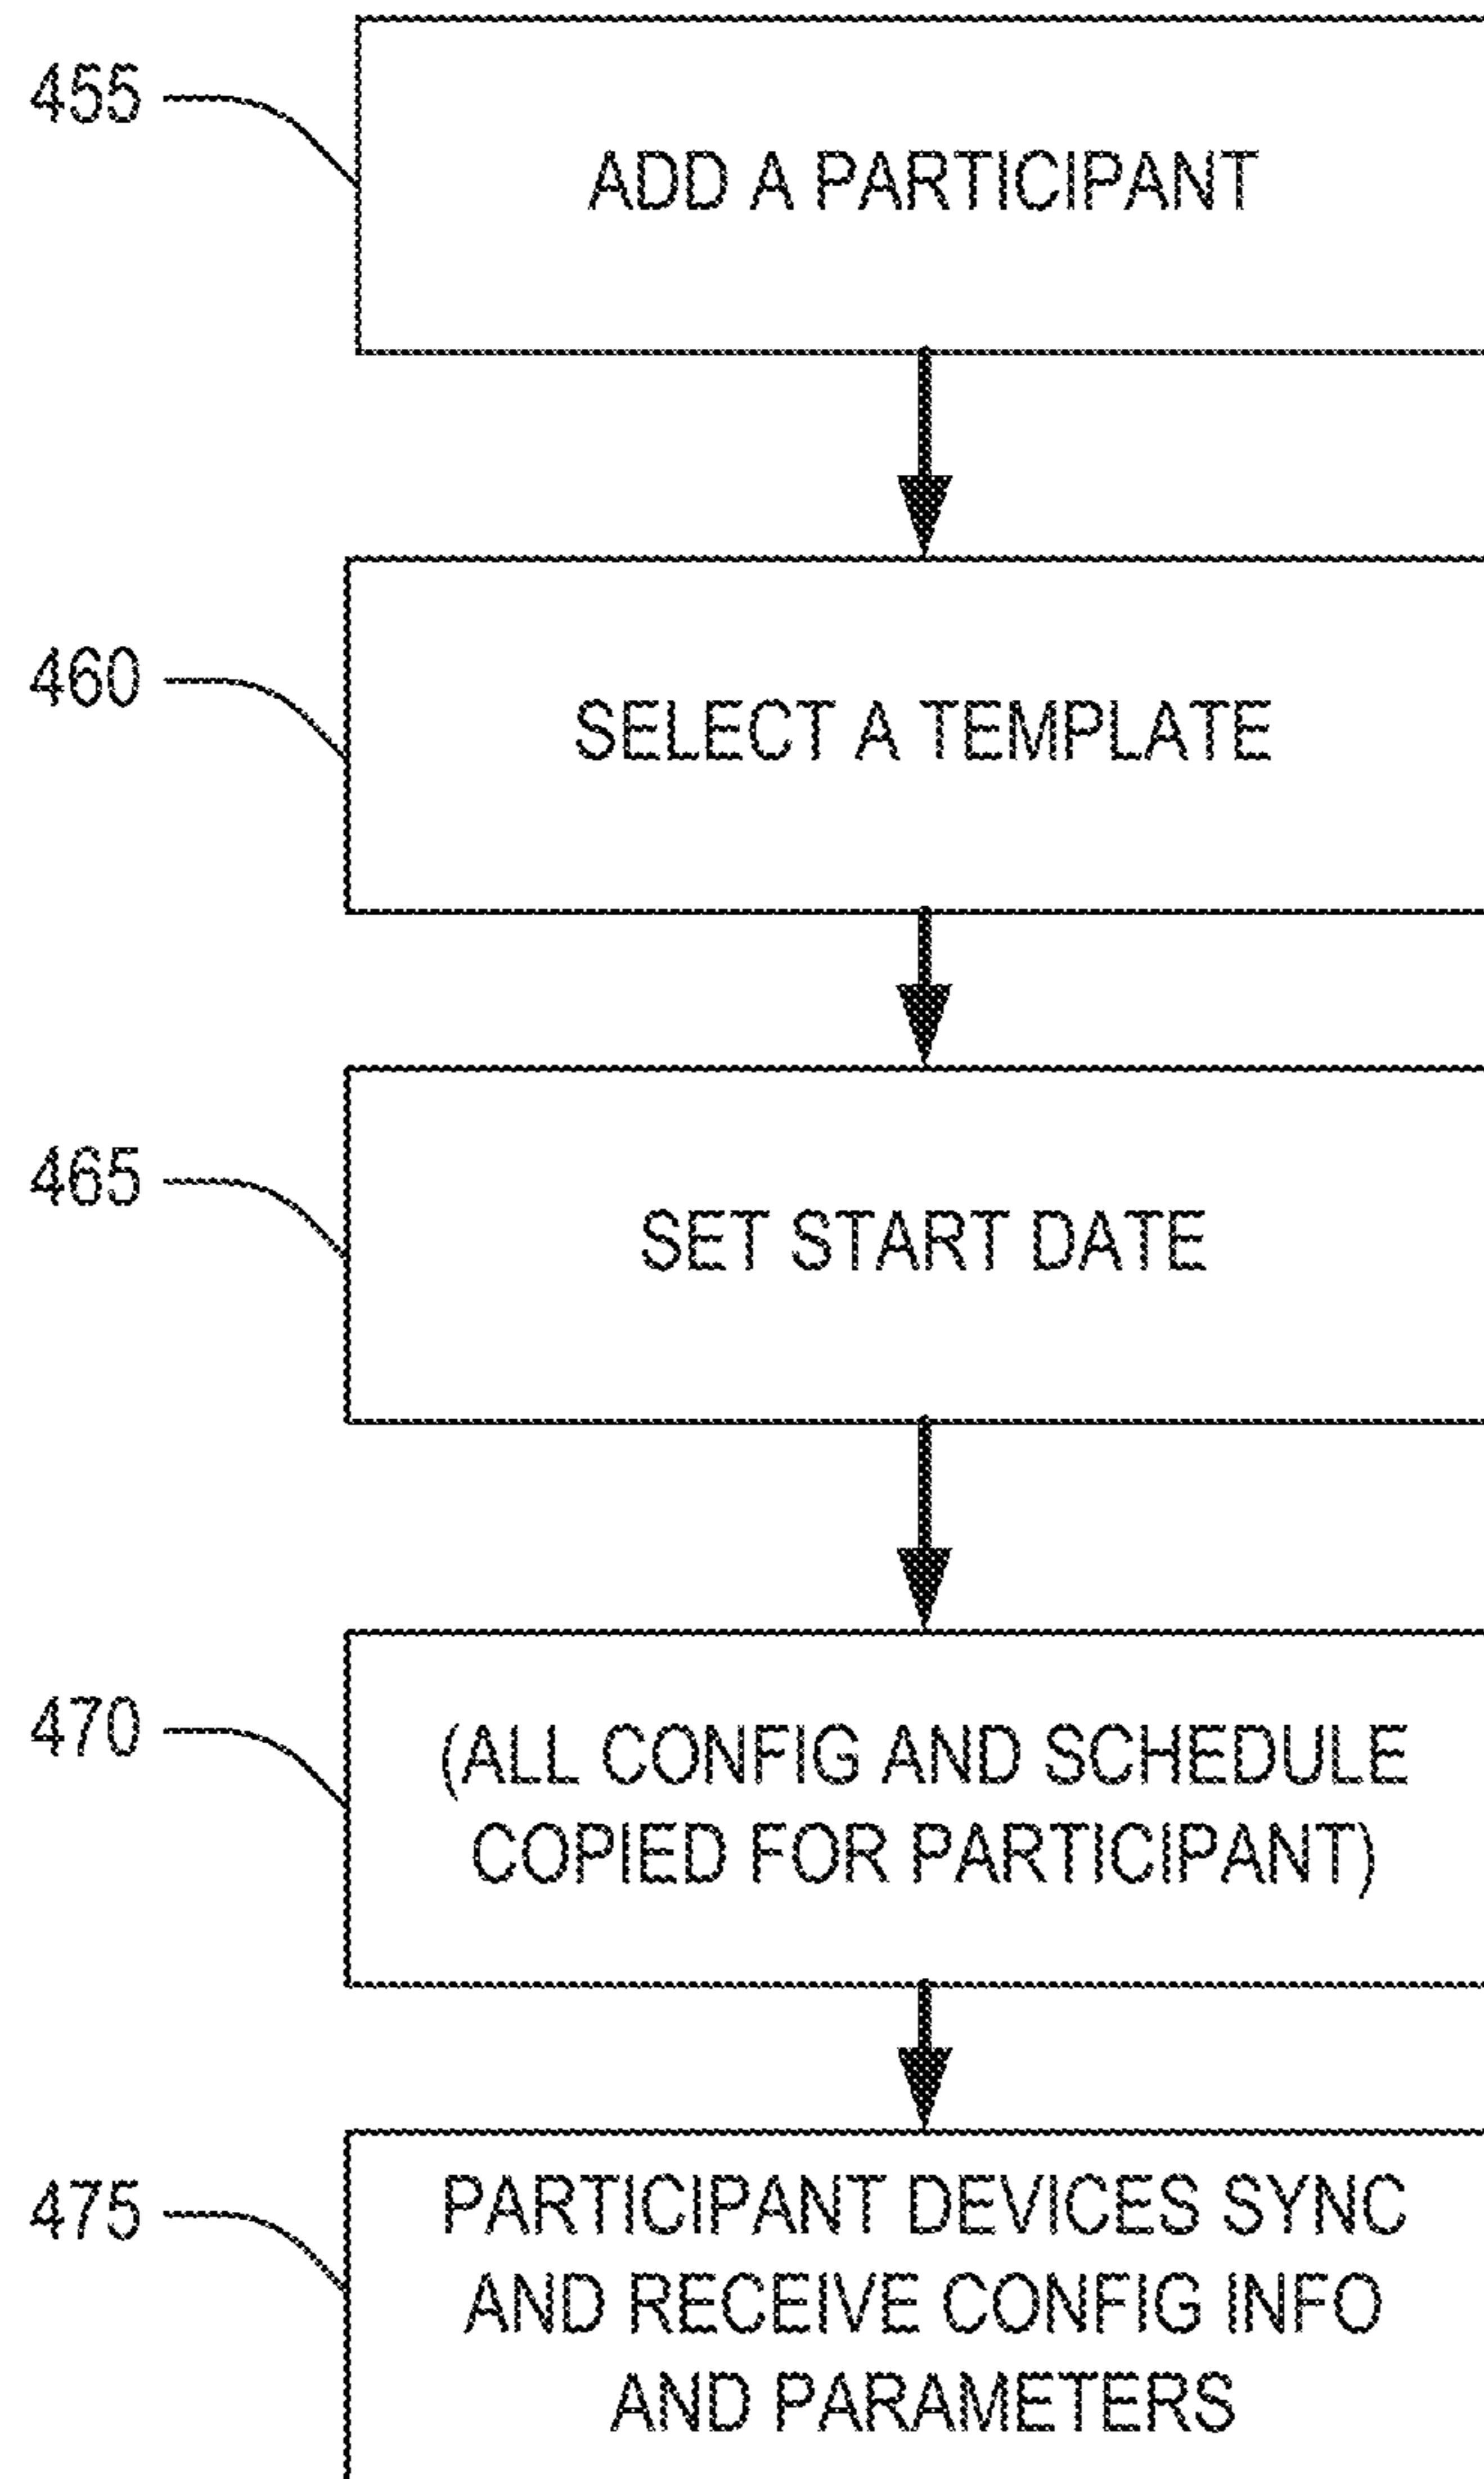 455
ADD A PARTICIPANT
460
SELECT A TEMPLATE
465
SET START DATE
470
(ALL CONFIG AND SCHEDULE
COPIED FOR PARTICIPANT)
475
PARTICIPANT DEVICES SYNC
AND RECEIVE CONFIG INFO
AND PARAMETERS